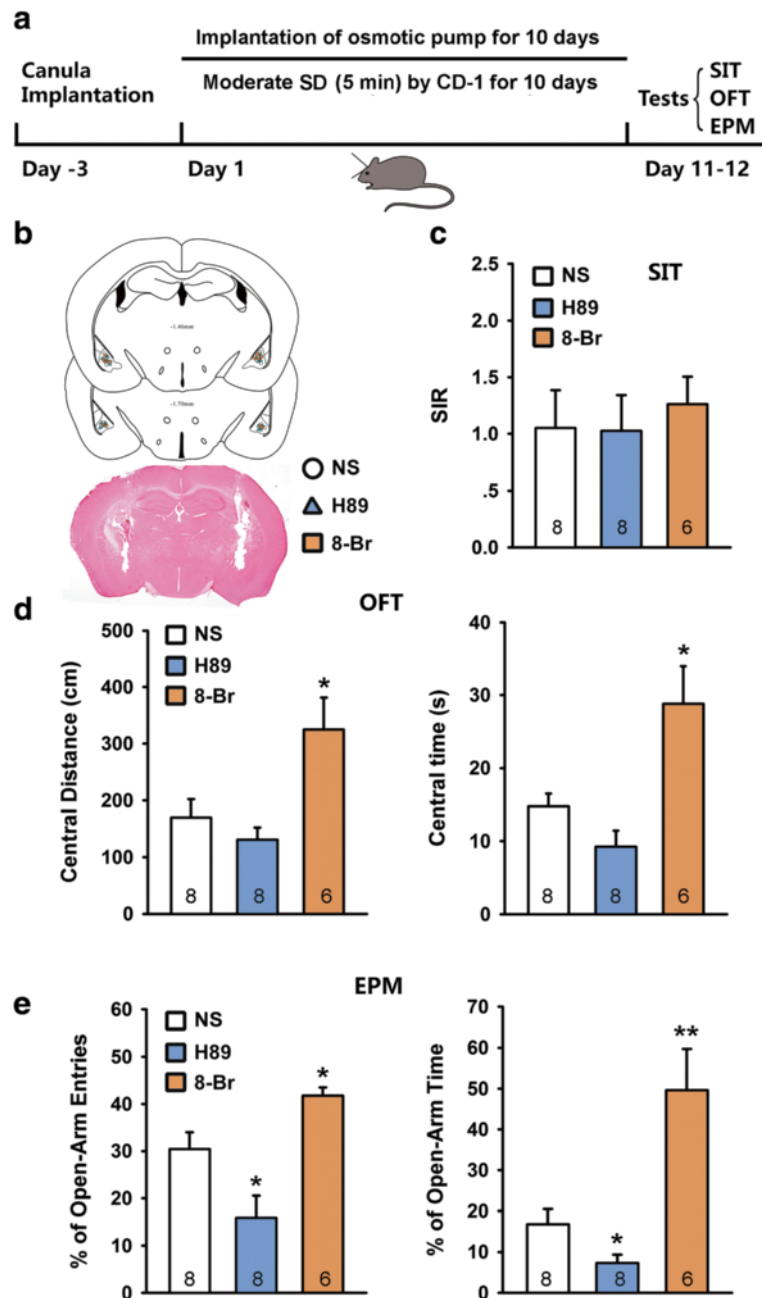 a
Implantation of osmotic pump for 10 days
Canula
Implantation
Moderate SD (5 min) by CD-1 for 10 days
Tests
SIT
OFT
EPM
Day -3
Day 1
Day 11-12
b
-1.46mm
-1.70mm
NS
H89
8-Br
c
SIT
NS
H89
8-Br
SIR
2.5
2.0
1.5
1.0
.5
0.0
8
8
6
d
OFT
NS
H89
8-Br
Central Distance (cm)
500
400
300
200
100
0
*
8
8
6
Central time (s)
40
30
20
10
0
*
8
8
6
e
EPM
NS
H89
8-Br
% of Open-Arm Entries
60
50
40
30
20
10
0
*
*
8
8
6
% of Open-Arm Time
70
60
50
40
30
20
10
0
*
**
8
8
6